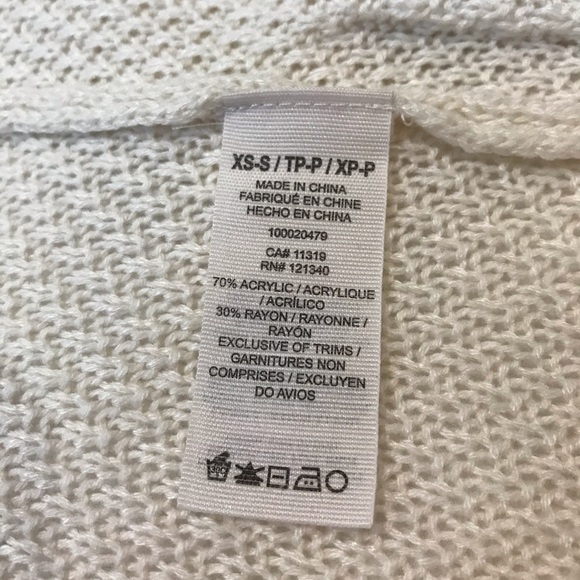 XS-S / TP-P / XP-P
MADE IN CHINA
FABRIQUÉ EN CHINE
HECHO EN CHINA
100020479
CA# 11319
RN# 121340
70% ACRYLIC / ACRYLIQUE
/ ACRÍLICO
30% RAYON / RAYONNE /
RAYÓN
EXCLUSIVE OF TRIMS /
GARNITURES NON
COMPRISES / EXCLUYEN
DO AVIOS